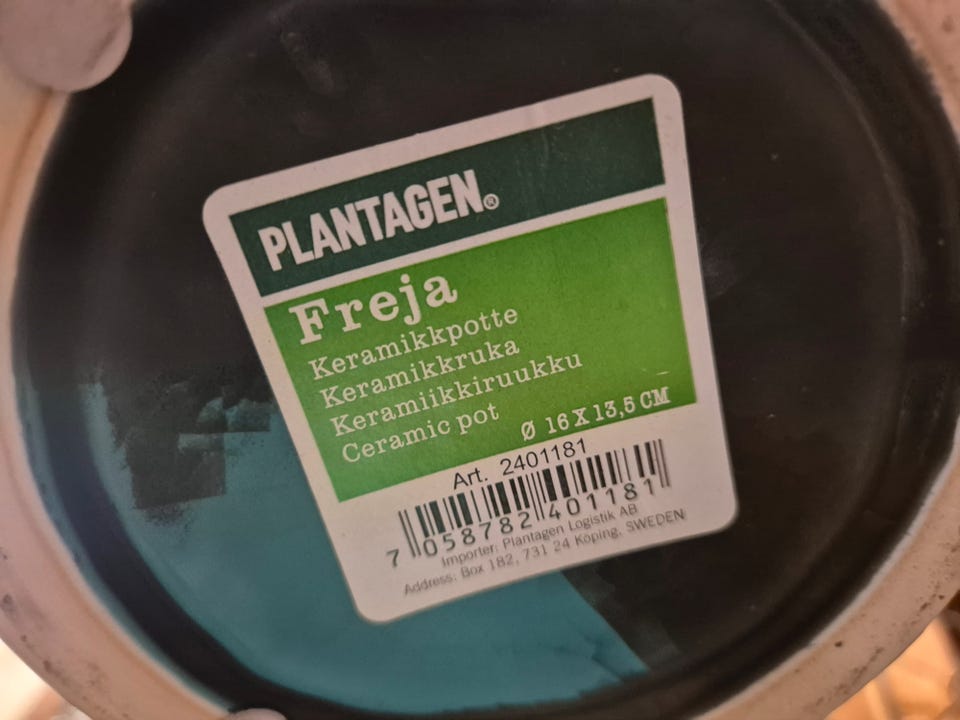 PLANTAGEN®
Freja
Keramikkpotte
Keramikkruka
Keramiikkiruukku
Ceramic pot
Ø 16 X 13,5 CM
Art. 2401181
7 058782 401181
Importer: Plantagen Logistik AB
Address: Box 182, 731 24 Köping, SWEDEN